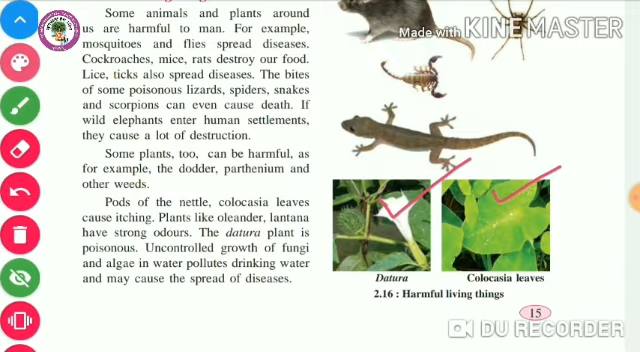 Some animals and plants around
us are harmful to man. For example,
mosquitoes and flies spread diseases.
Cockroaches, mice, rats destroy our food.
Lice, ticks also spread diseases. The bites
of some poisonous lizards, spiders, snakes
and scorpions can even cause death. If
wild elephants enter human settlements,
they cause a lot of destruction.
Some plants, too, can be harmful, as
for example, the dodder, parthenium and
other weeds.
Pods of the nettle, colocasia leaves
cause itching. Plants like oleander, lantana
have strong odours. The datura plant is
poisonous. Uncontrolled growth of fungi
and algae in water pollutes drinking water
and may cause the spread of diseases.
Made with KINEMASTER
Datura
Colocasia leaves
2.16 : Harmful living things
15
DU RECORDER